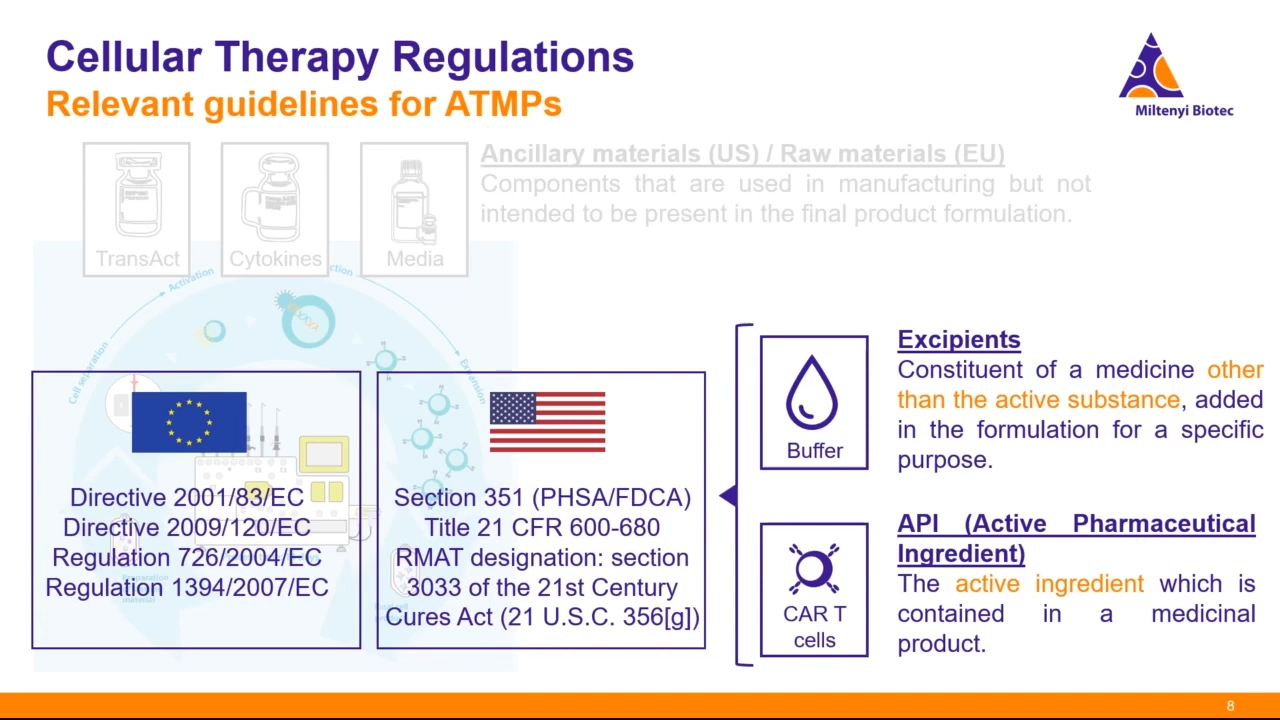 Cellular Therapy Regulations
Relevant guidelines for ATMPs
Miltenyi Biotec
Ancillary materials (US) / Raw materials (EU)
Components that are used in manufacturing but not
intended to be present in the final product formulation.
TransAct
Cytokines
Media
Activation
Cell separation
Expansion
Directive 2001/83/EC
Directive 2009/120/EC
Regulation 726/2004/EC
Regulation 1394/2007/EC
Section 351 (PHSA/FDCA)
Title 21 CFR 600-680
RMAT designation: section
3033 of the 21st Century
Cures Act (21 U.S.C. 356[g])
Buffer
Excipients
Constituent of a medicine other
than the active substance, added
in the formulation for a specific
purpose.
CAR T
cells
API (Active Pharmaceutical
Ingredient)
The active ingredient which is
contained in a medicinal
product.
8